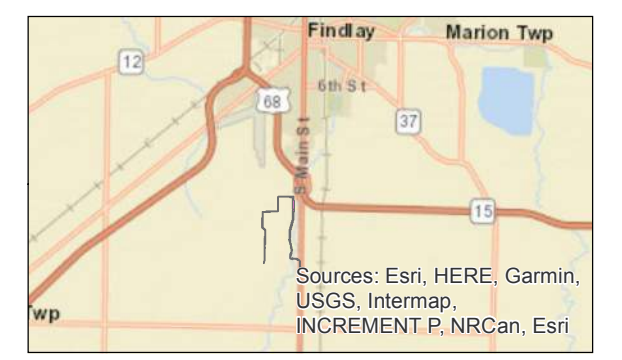 Findlay
Marion Twp
12
6th St
68
37
S Main St
15
Sources: Esri, HERE, Garmin,
USGS, Intermap,
INCREMENT P, NRCan, Esri
Twp